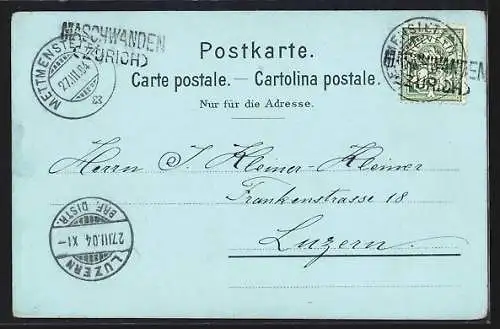 MASCHWANDEN
(ZÜRICH)
METTMENSTETTEN
27.III.04
METTMENSTETTEN
MASCHWANDEN
(ZÜRICH)
Postkarte.
Carte postale. — Cartolina postale.
Nur für die Adresse.
Herrn J. Kleiner-Kleiner
Frankenstrasse 18
Luzern.
BRF. DISTR.
27.III.04. XI–
LUZERN